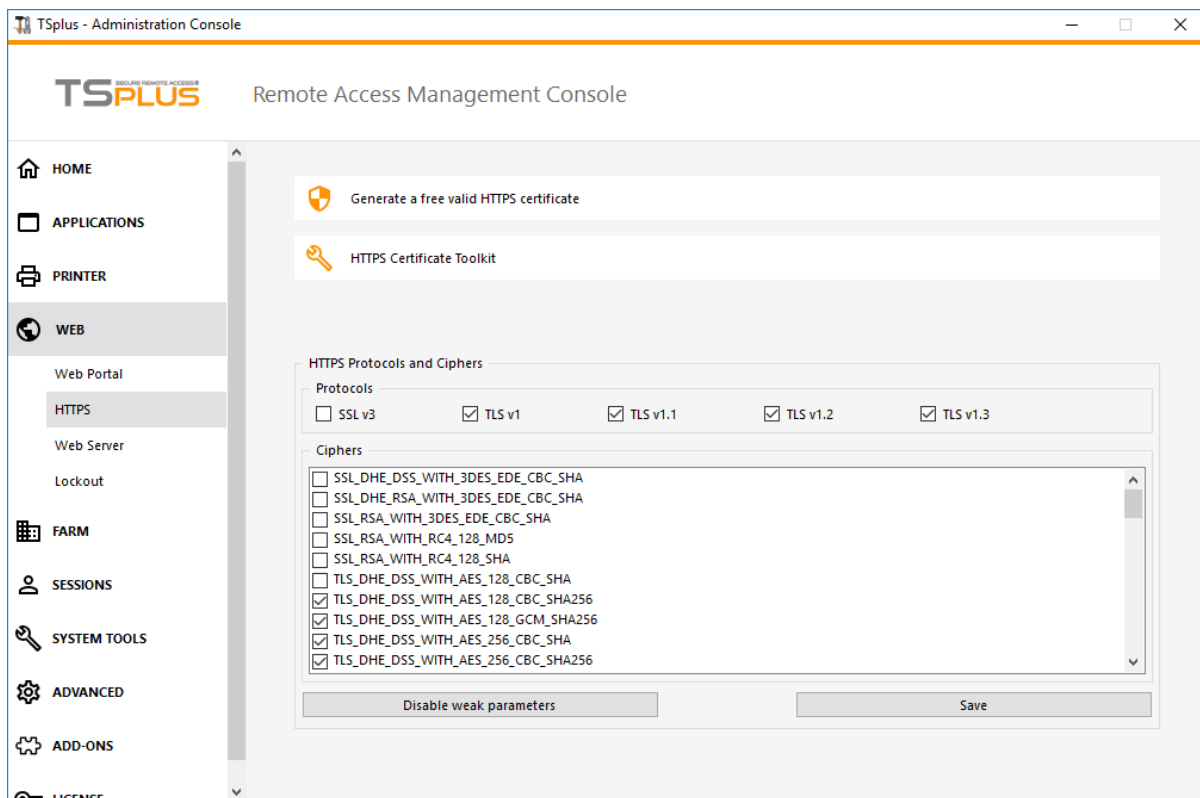 TSplus - Administration Console
TSPLUS
SECURE REMOTE ACCESS®
Remote Access Management Console
HOME
APPLICATIONS
PRINTER
WEB
Web Portal
HTTPS
Web Server
Lockout
FARM
SESSIONS
SYSTEM TOOLS
ADVANCED
ADD-ONS
LICENSE
Generate a free valid HTTPS certificate
HTTPS Certificate Toolkit
HTTPS Protocols and Ciphers
Protocols
SSL v3 TLS v1 TLS v1.1 TLS v1.2 TLS v1.3
Ciphers
SSL_DHE_DSS_WITH_3DES_EDE_CBC_SHA
SSL_DHE_RSA_WITH_3DES_EDE_CBC_SHA
SSL_RSA_WITH_3DES_EDE_CBC_SHA
SSL_RSA_WITH_RC4_128_MD5
SSL_RSA_WITH_RC4_128_SHA
TLS_DHE_DSS_WITH_AES_128_CBC_SHA
TLS_DHE_DSS_WITH_AES_128_CBC_SHA256
TLS_DHE_DSS_WITH_AES_128_GCM_SHA256
TLS_DHE_DSS_WITH_AES_256_CBC_SHA
TLS_DHE_DSS_WITH_AES_256_CBC_SHA256
Disable weak parameters Save